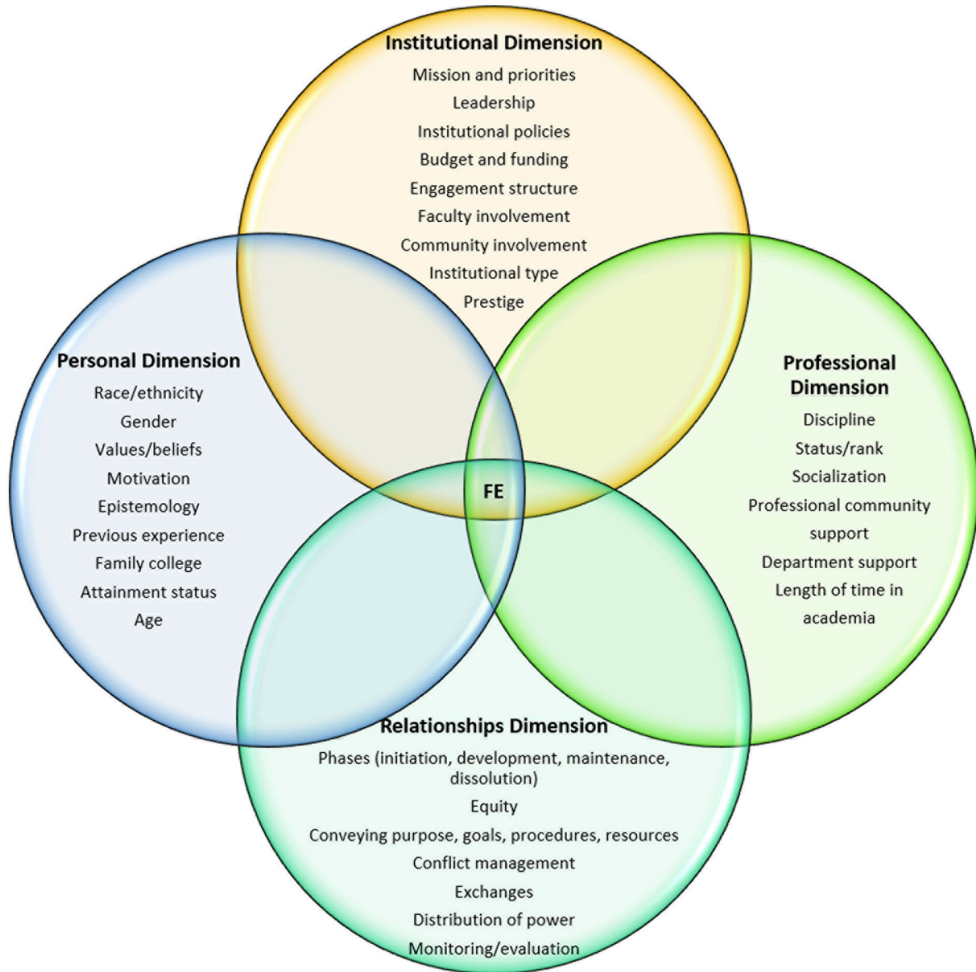 Institutional Dimension
Mission and priorities
Leadership
Institutional policies
Budget and funding
Engagement structure
Faculty involvement
Community involvement
Institutional type
Prestige
Personal Dimension
Race/ethnicity
Gender
Values/beliefs
Motivation
Epistemology
Previous experience
Family college
Attainment status
Age
FE
Professional
Dimension
Discipline
Status/rank
Socialization
Professional community
support
Department support
Length of time in
academia
Relationships Dimension
Phases (initiation, development, maintenance,
dissolution)
Equity
Conveying purpose, goals, procedures, resources
Conflict management
Exchanges
Distribution of power
Monitoring/evaluation